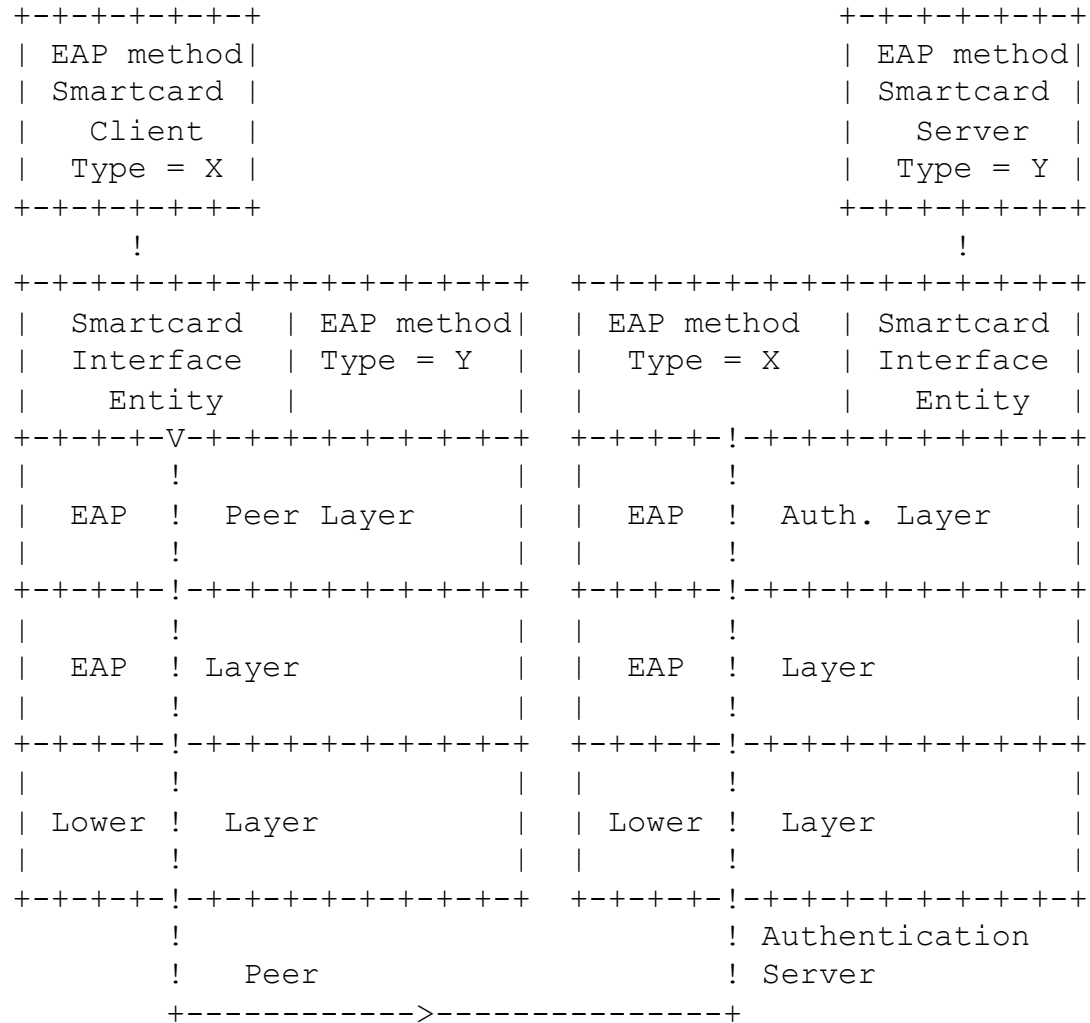 +-+-+-+-+-+-+                              +-+-+-+-+-+-+
| EAP method|                              | EAP method|
| Smartcard |                              | Smartcard |
|   Client  |                              |   Server  |
|  Type = X |                              |  Type = Y |
+-+-+-+-+-+-+                              +-+-+-+-+-+-+
      !                                          !
+-+-+-+-+-+-+-+-+-+-+-+-+-+  +-+-+-+-+-+-+-+-+-+-+-+-+-+
|  Smartcard  | EAP method|  | EAP method  | Smartcard |
|  Interface  | Type = Y  |  |  Type = X   | Interface |
|    Entity   |           |  |             |   Entity  |
+-+-+-+-V-+-+-+-+-+-+-+-+-+  +-+-+-+-!-+-+-+-+-+-+-+-+-+
|       !                 |  |       !                 |
|  EAP  !  Peer Layer     |  |  EAP  !  Auth. Layer    |
|       !                 |  |       !                 |
+-+-+-+-!-+-+-+-+-+-+-+-+-+  +-+-+-+-!-+-+-+-+-+-+-+-+-+
|       !                 |  |       !                 |
|  EAP  ! Layer           |  |  EAP  !  Layer          |
|       !                 |  |       !                 |
+-+-+-+-!-+-+-+-+-+-+-+-+-+  +-+-+-+-!-+-+-+-+-+-+-+-+-+
|       !                 |  |       !                 |
| Lower !  Layer          |  | Lower !  Layer          |
|       !                 |  |       !                 |
+-+-+-+-!-+-+-+-+-+-+-+-+-+  +-+-+-+-!-+-+-+-+-+-+-+-+-+
        !                            ! Authentication
        !   Peer                     ! Server
        +------------>---------------+